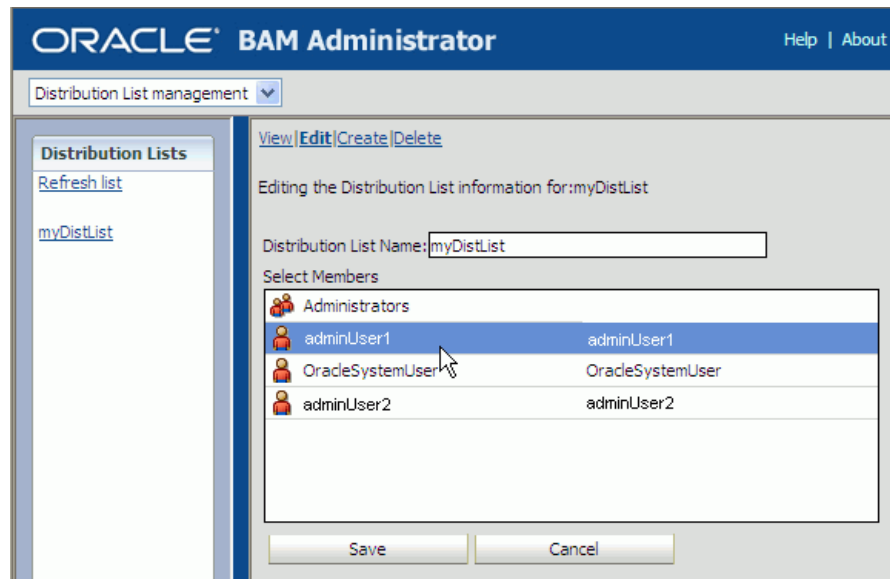 ORACLE BAM Administrator Help | About
Distribution List management
Distribution Lists
Refresh list
myDistList
View|Edit|Create|Delete
Editing the Distribution List information for:myDistList
Distribution List Name:myDistList
Select Members
Administrators
adminUser1 adminUser1
OracleSystemUser OracleSystemUser
adminUser2 adminUser2
Save Cancel